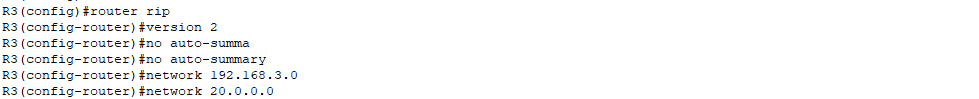 R3(config)#router rip
R3(config-router)#version 2
R3(config-router)#no auto-summa
R3(config-router)#no auto-summary
R3(config-router)#network 192.168.3.0
R3(config-router)#network 20.0.0.0